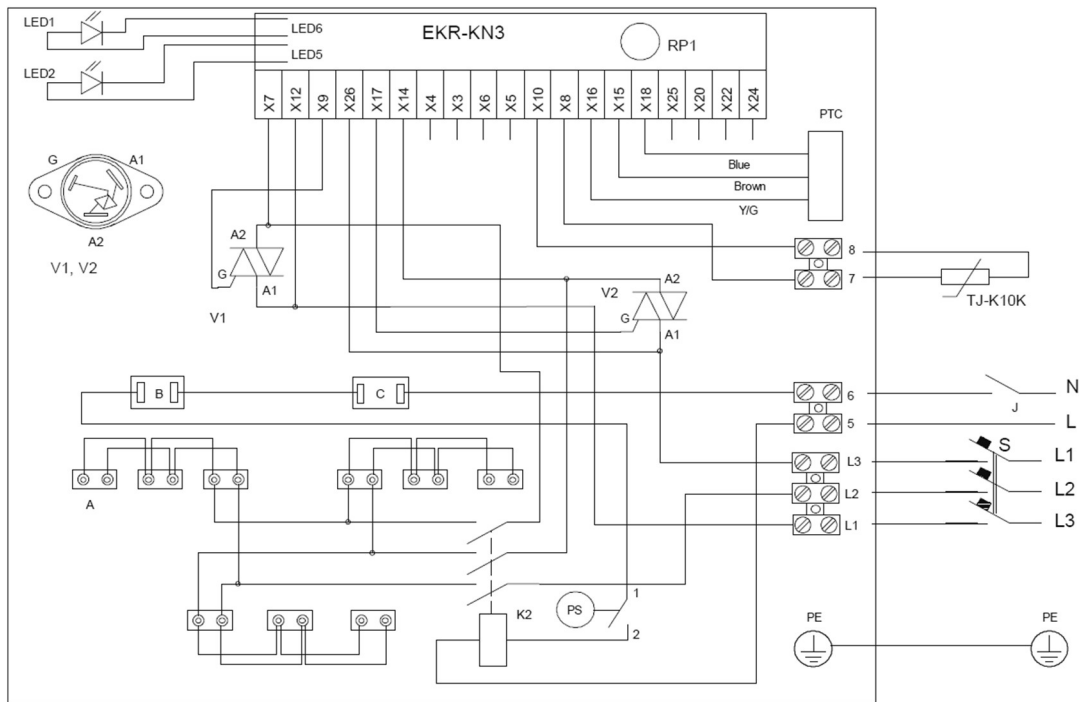 LED1
LED6
EKR-KN3
RP1
LED5
LED2
X7 X12 X9 X26 X17 X14 X4 X3 X6 X5 X10 X8 X16 X15 X18 X25 X20 X22 X24
PTC
Blue
Brown
Y/G
G A1
A2
V1, V2
A2
G
A1
V1
8
7
TJ-K10K
V2
A2
G
A1
B
C
6
J
N
5
L
A
L3
S
L1
L2
L2
L1
L3
K2
PS
1
2
PE
PE